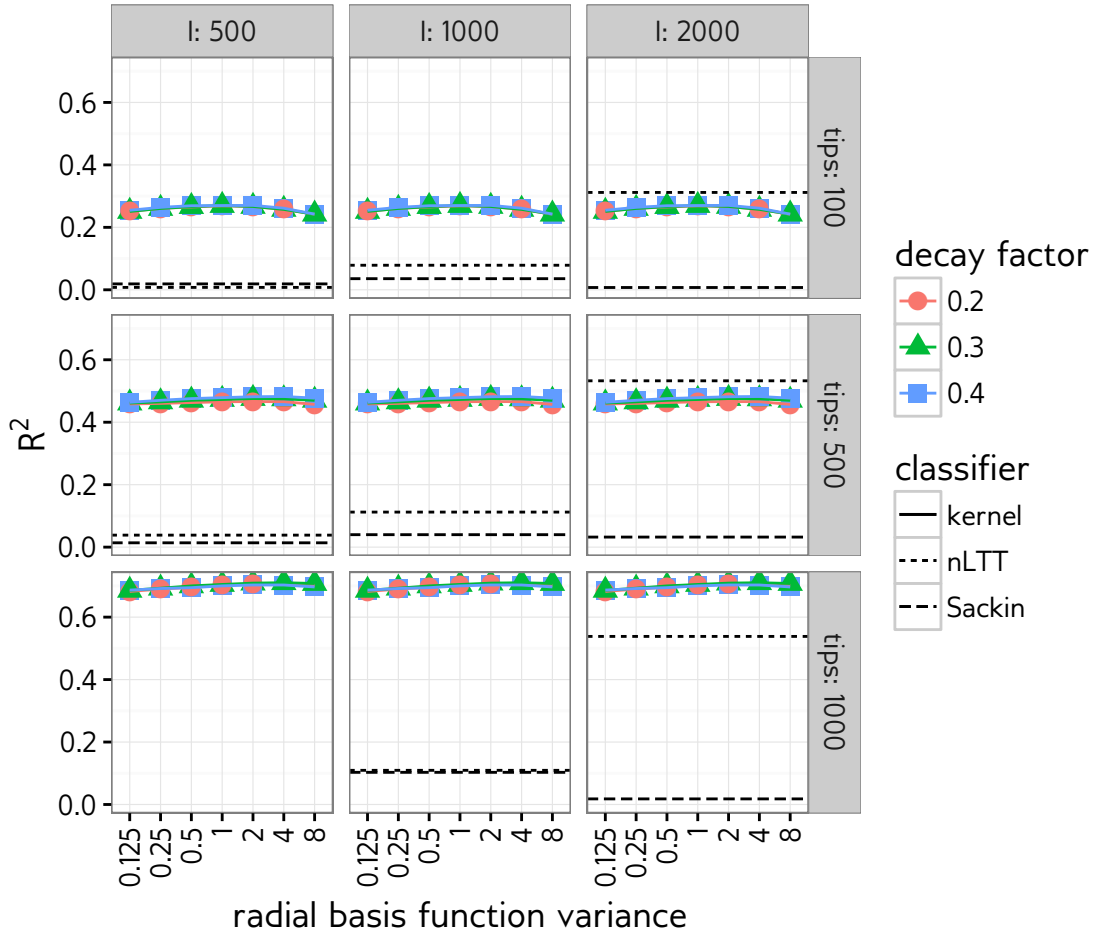 I: 500
I: 1000
I: 2000
R²
0.6
0.4
0.2
0.0
tips: 100
0.6
0.4
0.2
0.0
tips: 500
0.6
0.4
0.2
0.0
tips: 1000
0.125
0.25
0.5
1
2
4
8
0.125
0.25
0.5
1
2
4
8
0.125
0.25
0.5
1
2
4
8
radial basis function variance
decay factor
0.2
0.3
0.4
classifier
kernel
nLTT
Sackin